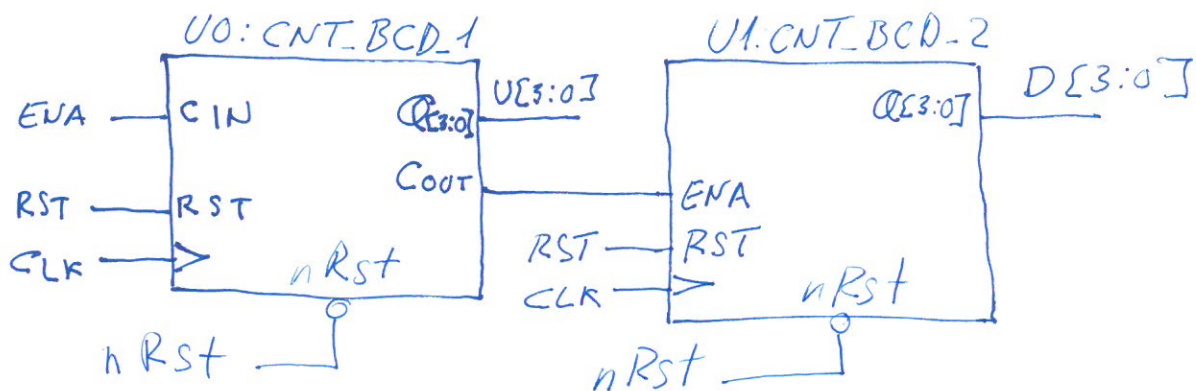 U0: CNT_BCD_1
ENA
CIN
Q[3:0]
U[3:0]
COUT
RST
RST
CLK
nRst
nRst
U1. CNT_BCD_2
Q[3:0]
D[3:0]
ENA
RST
RST
CLK
nRst
nRst